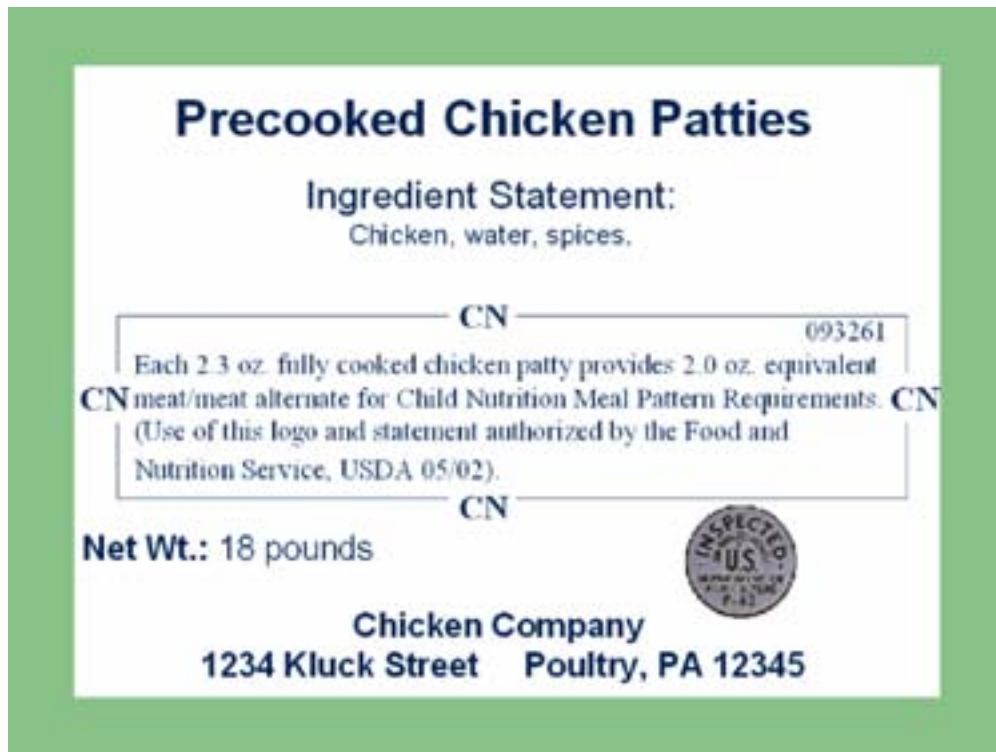 Precooked Chicken Patties
Ingredient Statement:
Chicken, water, spices.
CN
093261
Each 2.3 oz. fully cooked chicken patty provides 2.0 oz. equivalent
CN meat/meat alternate for Child Nutrition Meal Pattern Requirements. CN
(Use of this logo and statement authorized by the Food and
Nutrition Service, USDA 05/02).
CN
Net Wt.: 18 pounds
INSPECTED
U.S.
P-42
Chicken Company
1234 Kluck Street Poultry, PA 12345